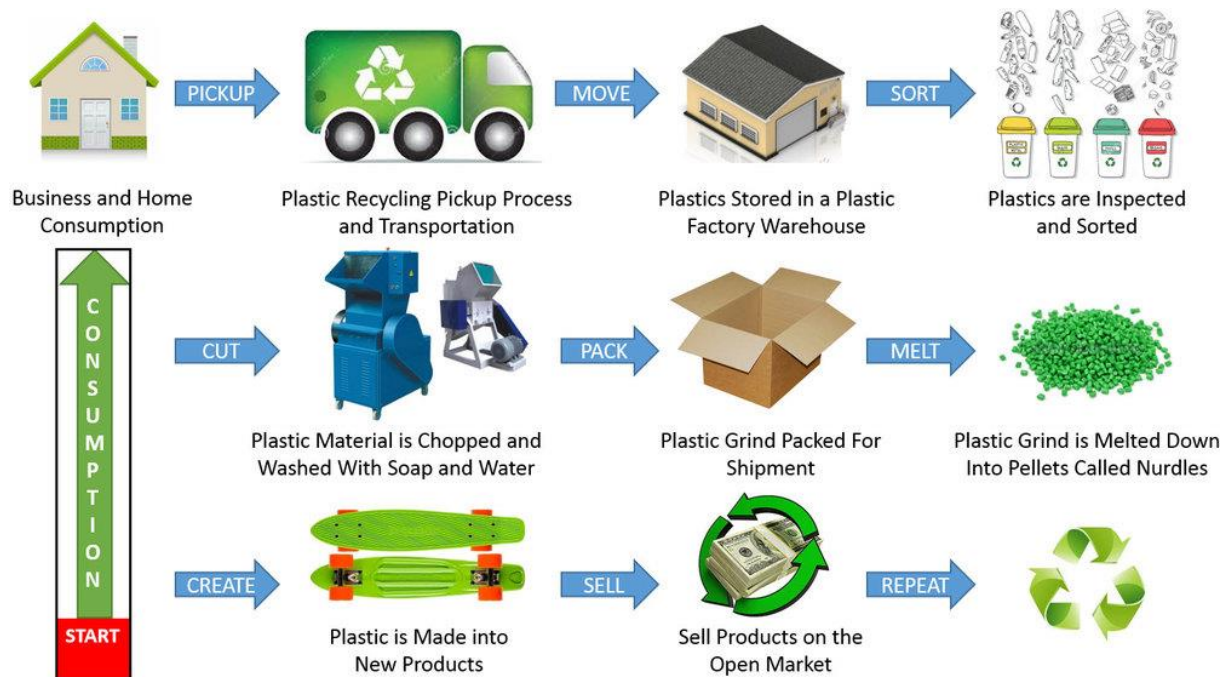 PICKUP
MOVE
SORT
Business and Home
Consumption
Plastic Recycling Pickup Process
and Transportation
Plastics Stored in a Plastic
Factory Warehouse
Plastics are Inspected
and Sorted
CONSUMPTION
START
CUT
PACK
MELT
Plastic Material is Chopped and
Washed With Soap and Water
Plastic Grind Packed For
Shipment
Plastic Grind is Melted Down
Into Pellets Called Nurdles
CREATE
SELL
REPEAT
Plastic is Made into
New Products
Sell Products on the
Open Market